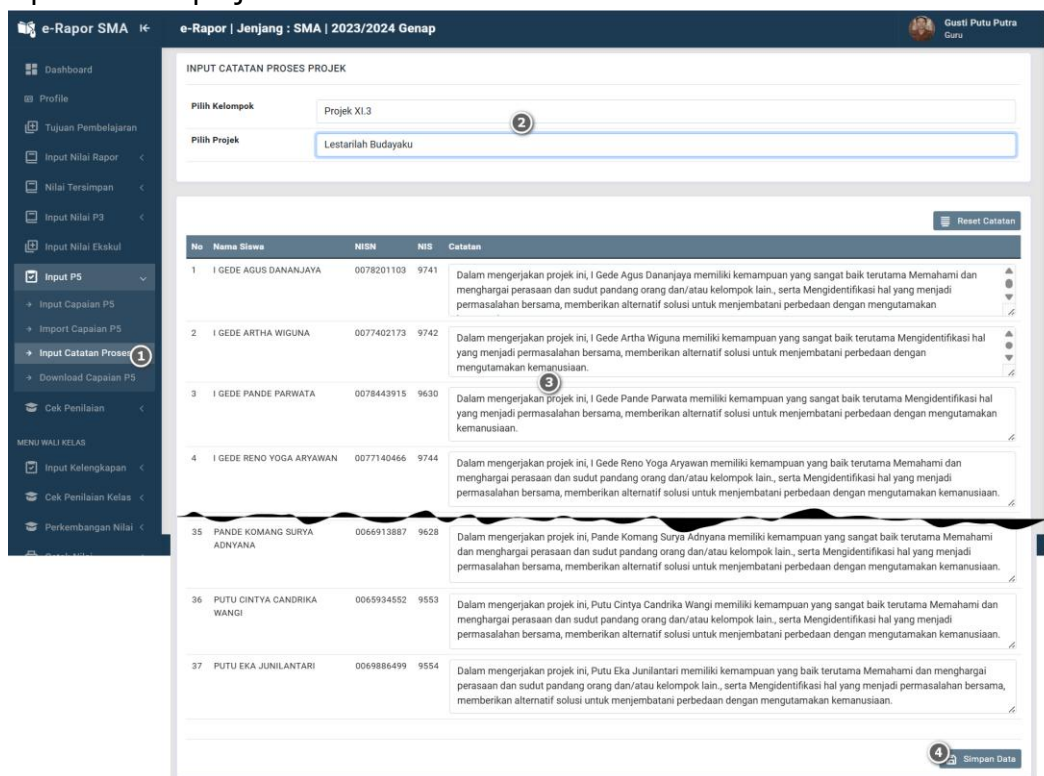 e-Rapor SMA
e-Rapor | Jenjang : SMA | 2023/2024 Genap
Gusti Putu Putra
Guru
Dashboard
Profile
Tujuan Pembelajaran
Input Nilai Rapor
Nilai Tersimpan
Input Nilai P3
Input Nilai Ekskul
Input P5
Input Capaian P5
Import Capaian P5
Input Catatan Proses
1
Download Capaian P5
Cek Penilaian
MENU WALI KELAS
Input Kelengkapan
Cek Penilaian Kelas
Perkembangan Nilai
INPUT CATATAN PROSES PROJEK
Pilih Kelompok
Projek XI.3
2
Pilih Projek
Lestarilah Budayaku
Reset Catatan
No Nama Siswa NISN NIS Catatan
1 I GEDE AGUS DANANJAYA 0078201103 9741
Dalam mengerjakan projek ini, I Gede Agus Dananjaya memiliki kemampuan yang sangat baik terutama Memahami dan
menghargai perasaan dan sudut pandang orang dan/atau kelompok lain., serta Mengidentifikasi hal yang menjadi
permasalahan bersama, memberikan alternatif solusi untuk menjembatani perbedaan dengan mengutamakan
2 I GEDE ARTHA WIGUNA 0077402173 9742
Dalam mengerjakan projek ini, I Gede Artha Wiguna memiliki kemampuan yang sangat baik terutama Mengidentifikasi hal
yang menjadi permasalahan bersama, memberikan alternatif solusi untuk menjembatani perbedaan dengan
mengutamakan kemanusiaan.
3
3 I GEDE PANDE PARWATA 0078443915 9630
Dalam mengerjakan projek ini, I Gede Pande Parwata memiliki kemampuan yang sangat baik terutama Mengidentifikasi hal
yang menjadi permasalahan bersama, memberikan alternatif solusi untuk menjembatani perbedaan dengan mengutamakan
kemanusiaan.
4 I GEDE RENO YOGA ARYAWAN 0077140466 9744
Dalam mengerjakan projek ini, I Gede Reno Yoga Aryawan memiliki kemampuan yang baik terutama Memahami dan
menghargai perasaan dan sudut pandang orang dan/atau kelompok lain., serta Mengidentifikasi hal yang menjadi
permasalahan bersama, memberikan alternatif solusi untuk menjembatani perbedaan dengan mengutamakan kemanusiaan.
35 PANDE KOMANG SURYA ADNYANA 0066913887 9628
Dalam mengerjakan projek ini, Pande Komang Surya Adnyana memiliki kemampuan yang sangat baik terutama Memahami
dan menghargai perasaan dan sudut pandang orang dan/atau kelompok lain., serta Mengidentifikasi hal yang menjadi
permasalahan bersama, memberikan alternatif solusi untuk menjembatani perbedaan dengan mengutamakan kemanusiaan.
36 PUTU CINTYA CANDRIKA WANGI 0065934552 9553
Dalam mengerjakan projek ini, Putu Cintya Candrika Wangi memiliki kemampuan yang sangat baik terutama Memahami dan
menghargai perasaan dan sudut pandang orang dan/atau kelompok lain., serta Mengidentifikasi hal yang menjadi
permasalahan bersama, memberikan alternatif solusi untuk menjembatani perbedaan dengan mengutamakan kemanusiaan.
37 PUTU EKA JUNILANTARI 0069886499 9554
Dalam mengerjakan projek ini, Putu Eka Junilantari memiliki kemampuan yang baik terutama Memahami dan menghargai
perasaan dan sudut pandang orang dan/atau kelompok lain., serta Mengidentifikasi hal yang menjadi permasalahan bersama,
memberikan alternatif solusi untuk menjembatani perbedaan dengan mengutamakan kemanusiaan.
4
Simpan Data